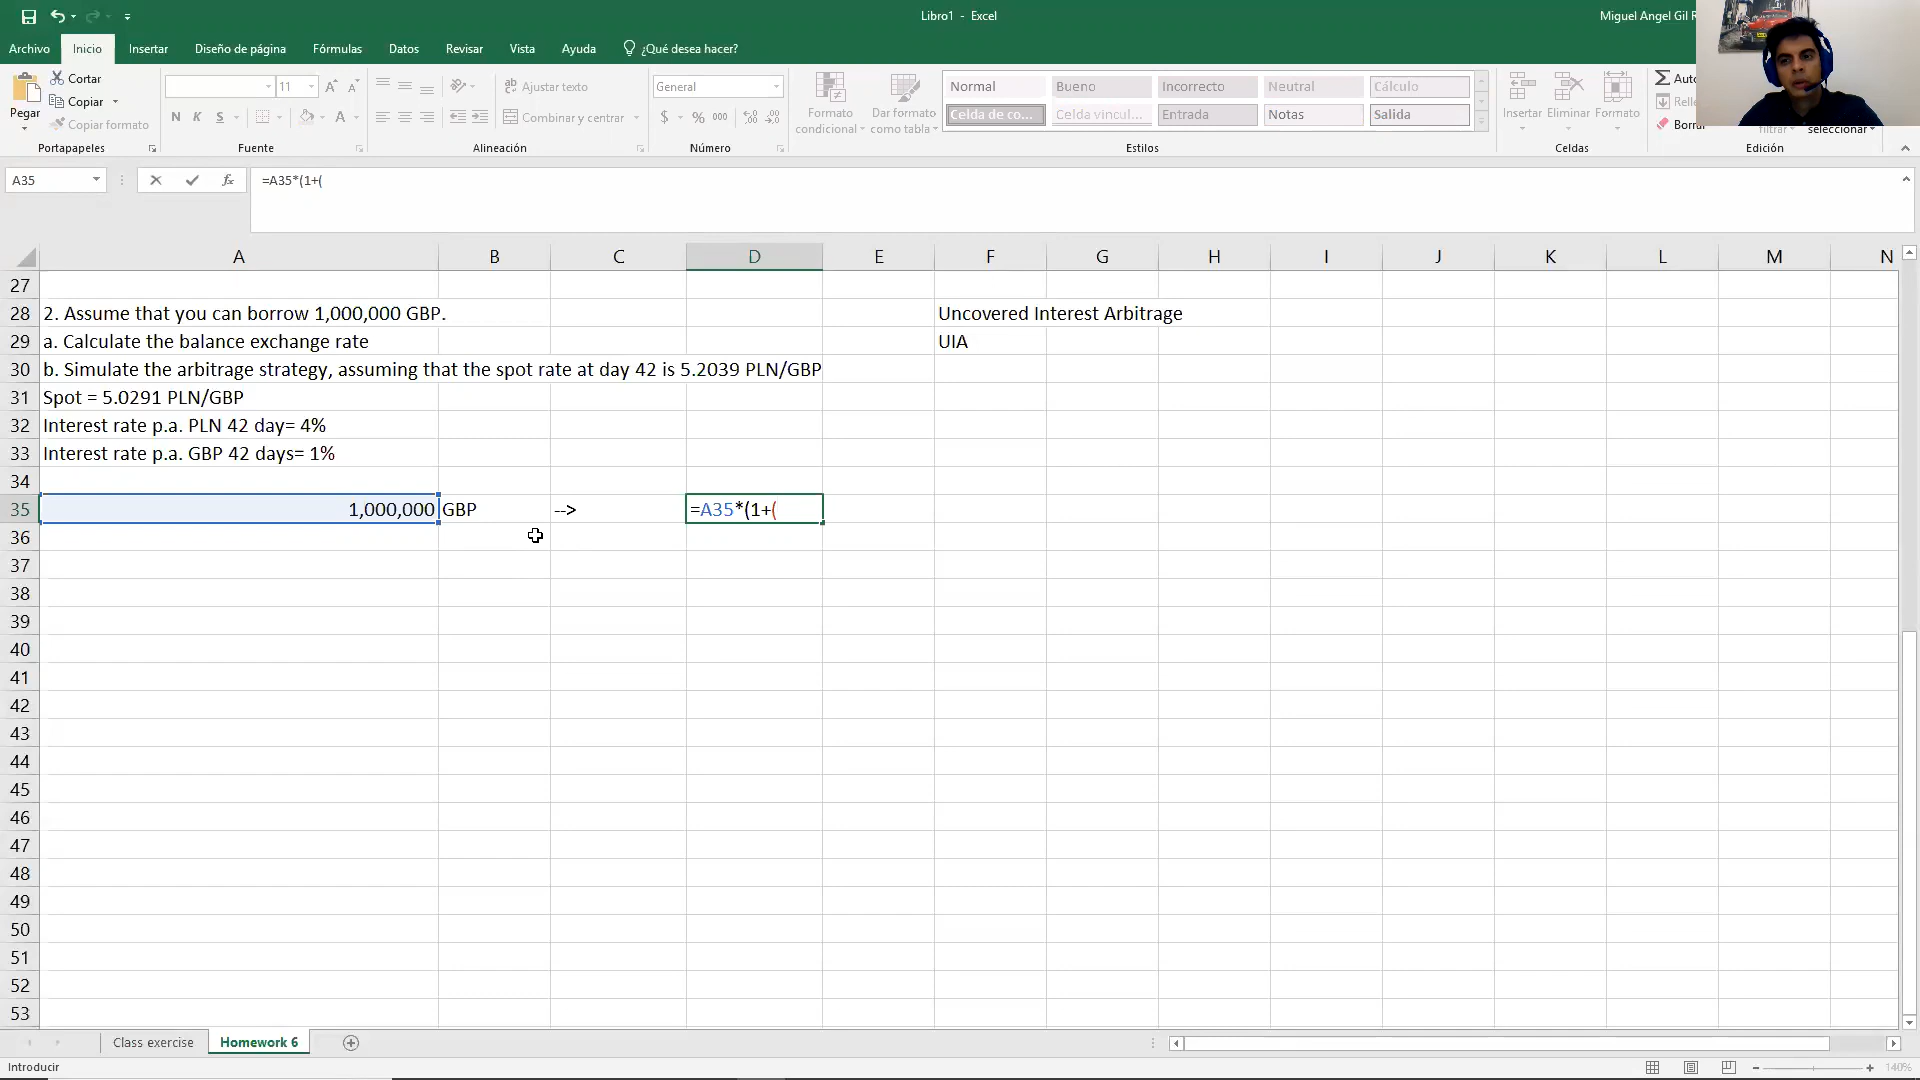 Libro1 - Excel
Miguel Angel Gil R
Archivo Inicio Insertar Diseño de página Fórmulas Datos Revisar Vista Ayuda ¿Qué desea hacer?
Pegar Cortar
Copiar
Copiar formato
Portapapeles
11
N K S
Fuente
Ajustar texto
Combinar y centrar
Alineación
General
$ % 000
Número
Formato condicional
Dar formato como tabla
Normal Bueno Incorrecto Neutral Cálculo
Celda de co... Celda vincul... Entrada Notas Salida
Estilos
Insertar Eliminar Formato
Celdas
Auto
Relle
Borra
filtrar seleccionar
Edición
A35 fx =A35*(1+(
A B C D E F G H I J K L M N
27
28 2. Assume that you can borrow 1,000,000 GBP. Uncovered Interest Arbitrage
29 a. Calculate the balance exchange rate UIA
30 b. Simulate the arbitrage strategy, assuming that the spot rate at day 42 is 5.2039 PLN/GBP
31 Spot = 5.0291 PLN/GBP
32 Interest rate p.a. PLN 42 day= 4%
33 Interest rate p.a. GBP 42 days= 1%
34
35 1,000,000 GBP --> =A35*(1+(
36
37
38
39
40
41
42
43
44
45
46
47
48
49
50
51
52
53
Class exercise Homework 6
Introducir 140%